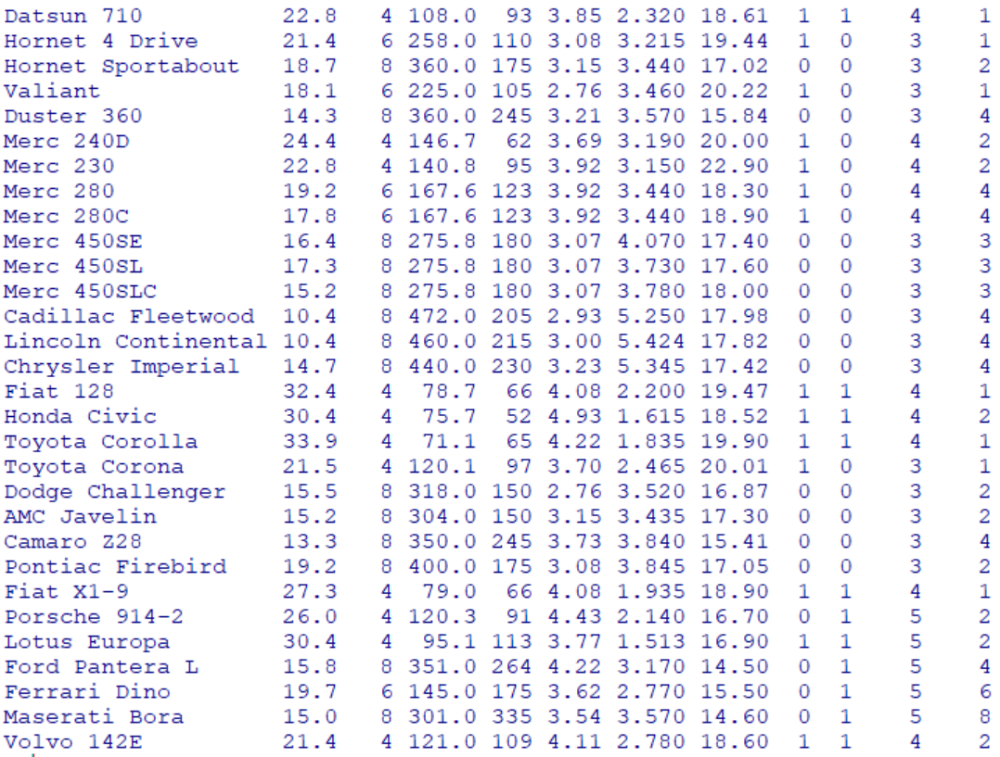 Datsun 710          22.8   4 108.0  93 3.85 2.320 18.61  1  1    4    1
Hornet 4 Drive      21.4   6 258.0 110 3.08 3.215 19.44  1  0    3    1
Hornet Sportabout   18.7   8 360.0 175 3.15 3.440 17.02  0  0    3    2
Valiant             18.1   6 225.0 105 2.76 3.460 20.22  1  0    3    1
Duster 360          14.3   8 360.0 245 3.21 3.570 15.84  0  0    3    4
Merc 240D           24.4   4 146.7  62 3.69 3.190 20.00  1  0    4    2
Merc 230            22.8   4 140.8  95 3.92 3.150 22.90  1  0    4    2
Merc 280            19.2   6 167.6 123 3.92 3.440 18.30  1  0    4    4
Merc 280C           17.8   6 167.6 123 3.92 3.440 18.90  1  0    4    4
Merc 450SE          16.4   8 275.8 180 3.07 4.070 17.40  0  0    3    3
Merc 450SL          17.3   8 275.8 180 3.07 3.730 17.60  0  0    3    3
Merc 450SLC         15.2   8 275.8 180 3.07 3.780 18.00  0  0    3    3
Cadillac Fleetwood  10.4   8 472.0 205 2.93 5.250 17.98  0  0    3    4
Lincoln Continental 10.4   8 460.0 215 3.00 5.424 17.82  0  0    3    4
Chrysler Imperial   14.7   8 440.0 230 3.23 5.345 17.42  0  0    3    4
Fiat 128            32.4   4  78.7  66 4.08 2.200 19.47  1  1    4    1
Honda Civic         30.4   4  75.7  52 4.93 1.615 18.52  1  1    4    2
Toyota Corolla      33.9   4  71.1  65 4.22 1.835 19.90  1  1    4    1
Toyota Corona       21.5   4 120.1  97 3.70 2.465 20.01  1  0    3    1
Dodge Challenger    15.5   8 318.0 150 2.76 3.520 16.87  0  0    3    2
AMC Javelin         15.2   8 304.0 150 3.15 3.435 17.30  0  0    3    2
Camaro Z28          13.3   8 350.0 245 3.73 3.840 15.41  0  0    3    4
Pontiac Firebird    19.2   8 400.0 175 3.08 3.845 17.05  0  0    3    2
Fiat X1-9           27.3   4  79.0  66 4.08 1.935 18.90  1  1    4    1
Porsche 914-2       26.0   4 120.3  91 4.43 2.140 16.70  0  1    5    2
Lotus Europa        30.4   4  95.1 113 3.77 1.513 16.90  1  1    5    2
Ford Pantera L      15.8   8 351.0 264 4.22 3.170 14.50  0  1    5    4
Ferrari Dino        19.7   6 145.0 175 3.62 2.770 15.50  0  1    5    6
Maserati Bora       15.0   8 301.0 335 3.54 3.570 14.60  0  1    5    8
Volvo 142E          21.4   4 121.0 109 4.11 2.780 18.60  1  1    4    2